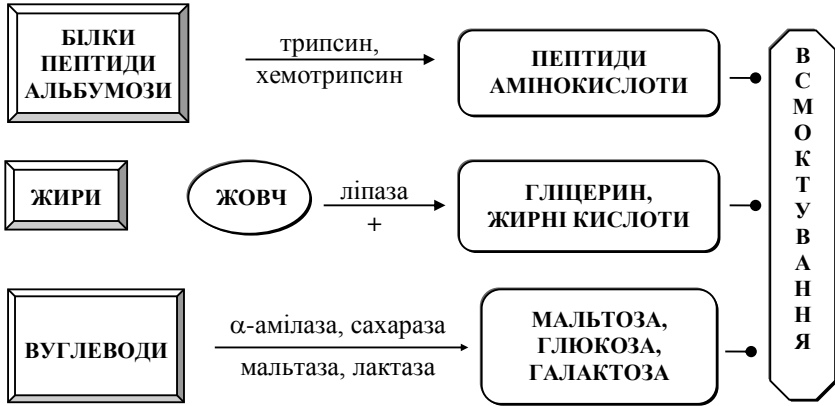 БІЛКИ
ПЕПТИДИ
АЛЬБУМОЗИ
трипсин,
хемотрипсин
ПЕПТИДИ
АМІНОКИСЛОТИ
ЖИРИ
ЖОВЧ
ліпаза
+
ГЛІЦЕРИН,
ЖИРНІ КИСЛОТИ
ВУГЛЕВОДИ
α-амілаза, сахараза
мальтаза, лактаза
МАЛЬТОЗА,
ГЛЮКОЗА,
ГАЛАКТОЗА
ВСМОКТУВАННЯ